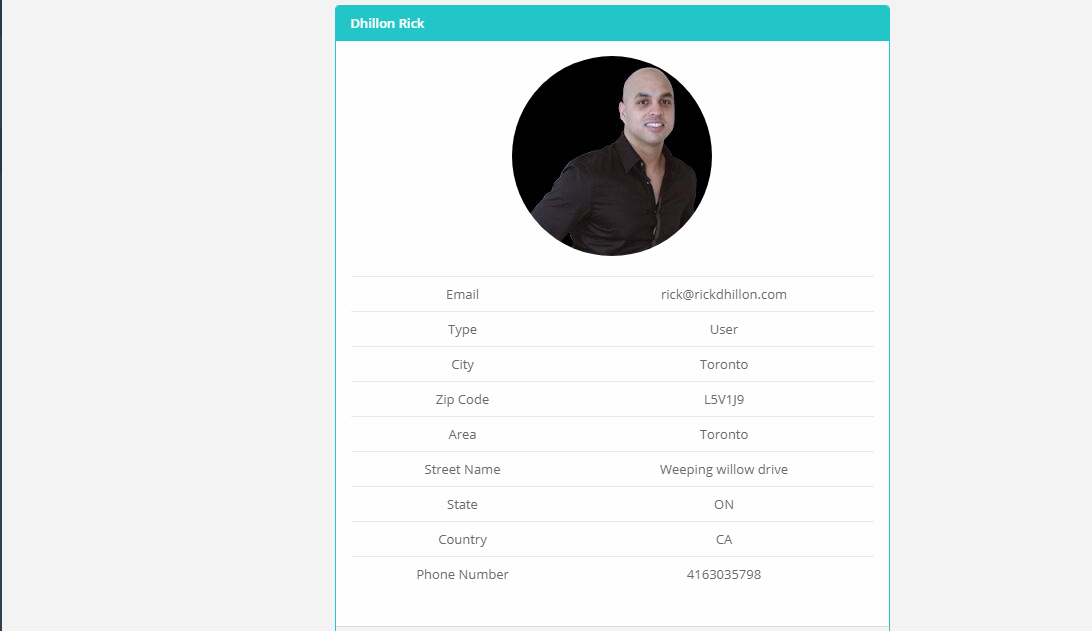 Dhillon Rick
Email rick@rickdhillon.com
Type User
City Toronto
Zip Code L5V1J9
Area Toronto
Street Name Weeping willow drive
State ON
Country CA
Phone Number 4163035798